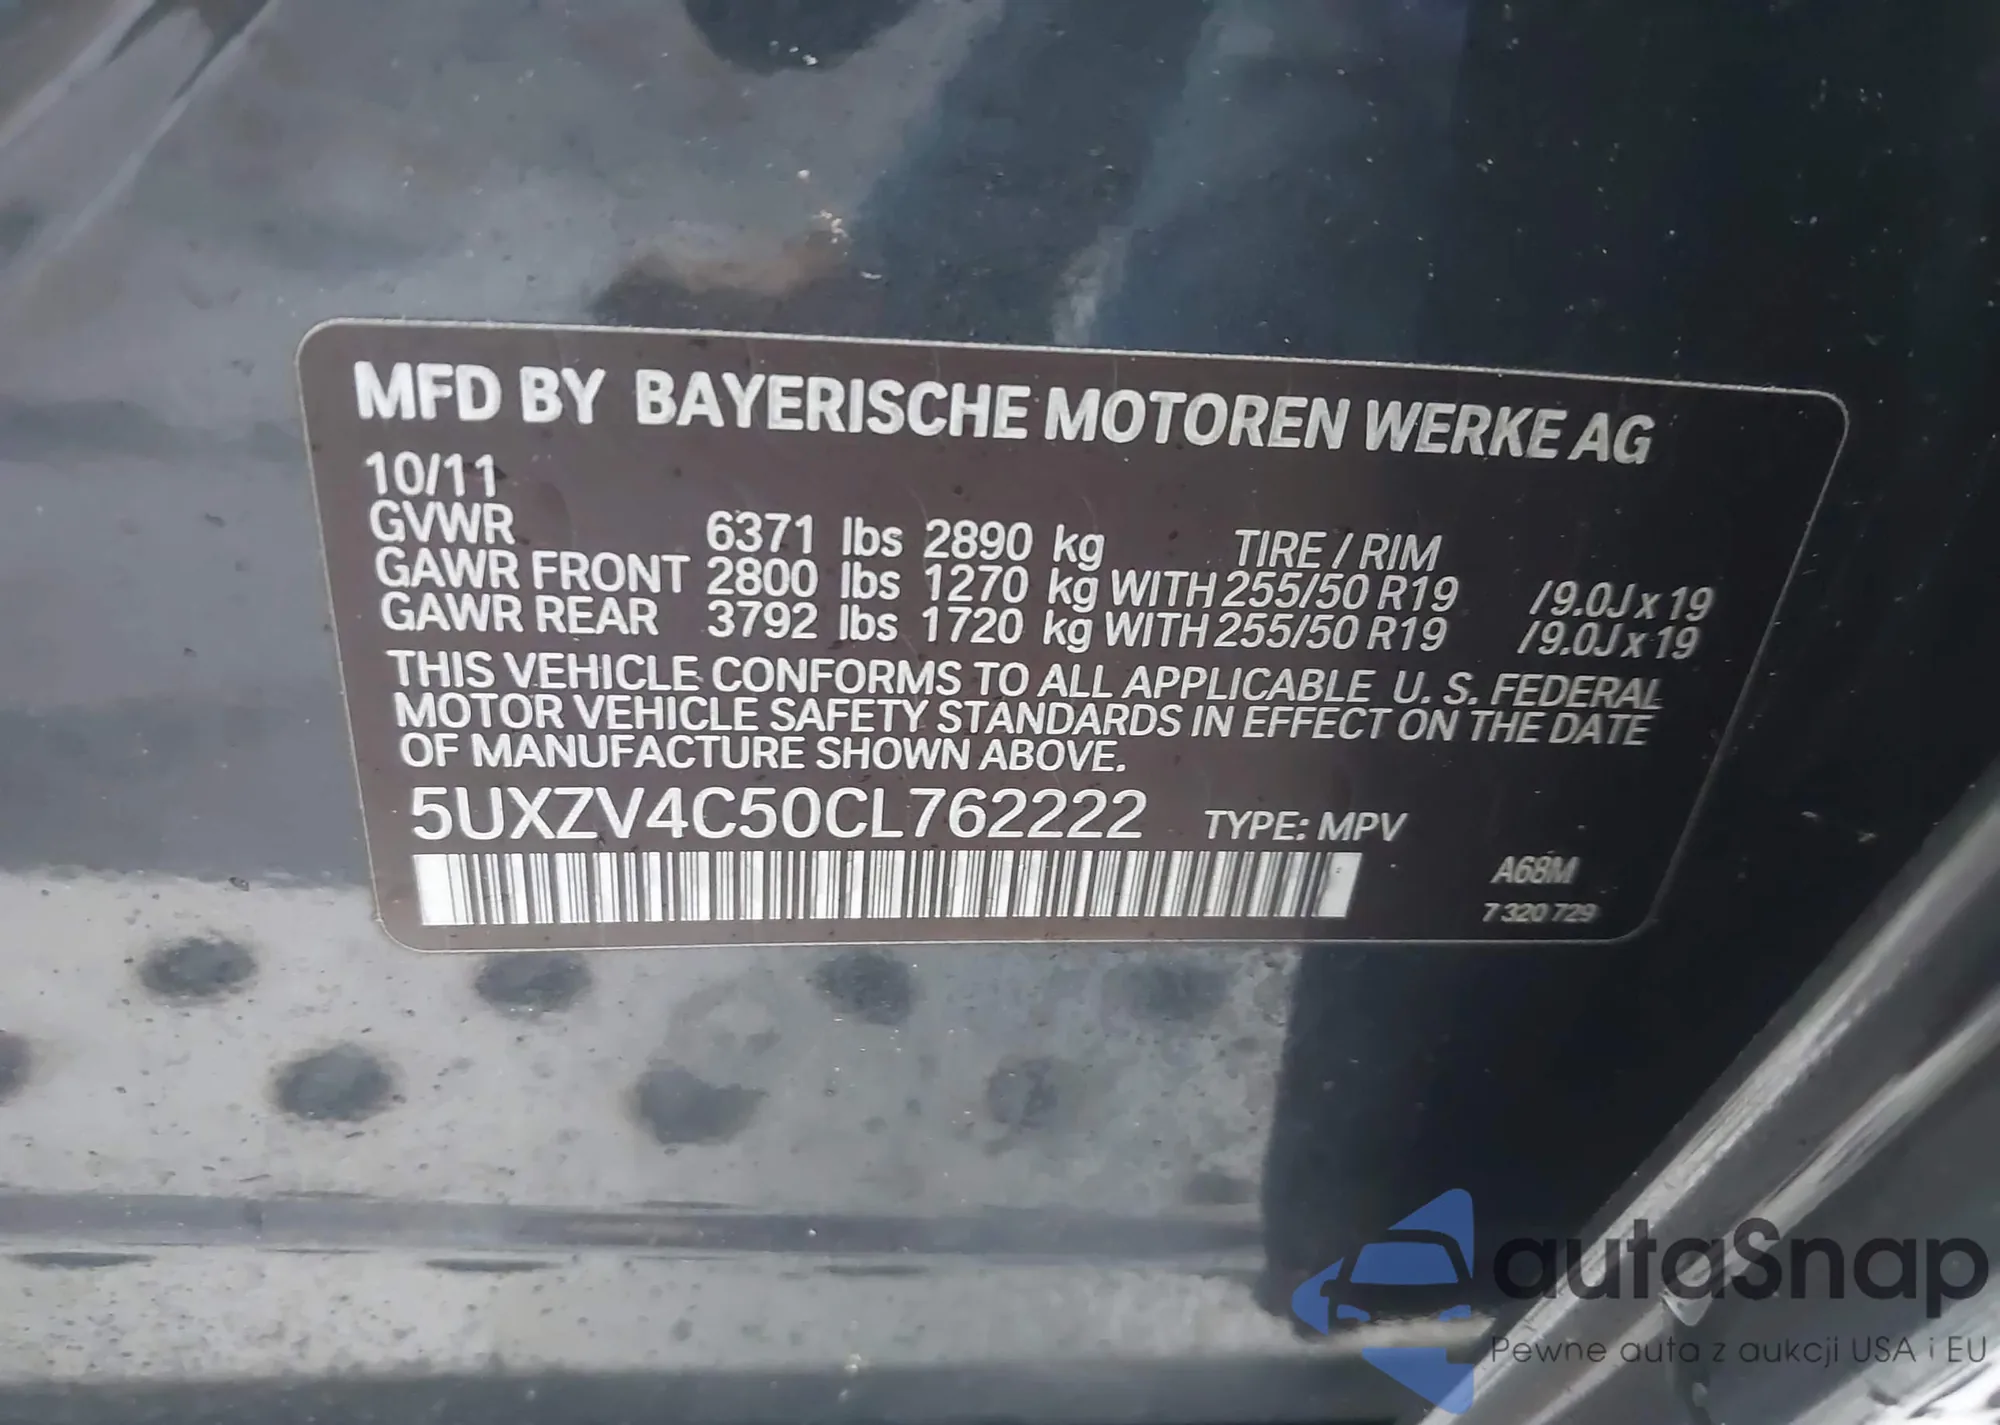 MFD BY BAYERISCHE MOTOREN WERKE AG
10/11
GVWR 6371 lbs 2890 kg TIRE / RIM
GAWR FRONT 2800 lbs 1270 kg WITH 255/50 R19 /9.0J x 19
GAWR REAR 3792 lbs 1720 kg WITH 255/50 R19 /9.0J x 19
THIS VEHICLE CONFORMS TO ALL APPLICABLE U. S. FEDERAL
MOTOR VEHICLE SAFETY STANDARDS IN EFFECT ON THE DATE
OF MANUFACTURE SHOWN ABOVE.
5UXZV4C50CL762222 TYPE: MPV
A68M
7 320 729
autaSnap
Pewne auta z aukcji USA i EU